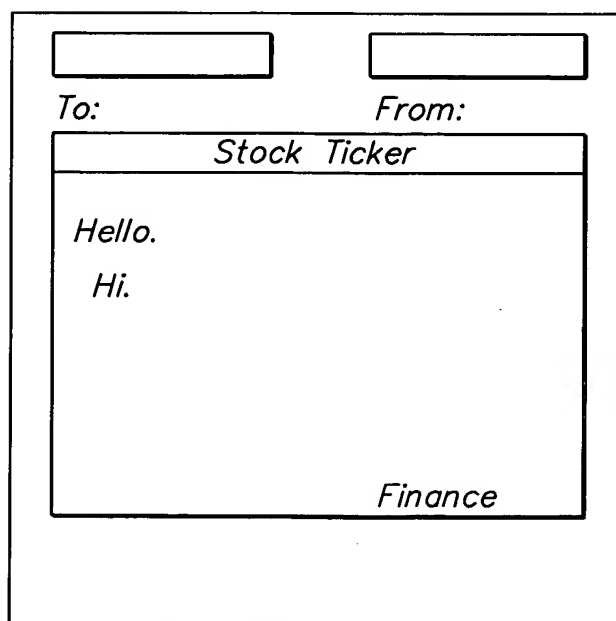 To: From:
Stock Ticker
Hello.
Hi.
Finance